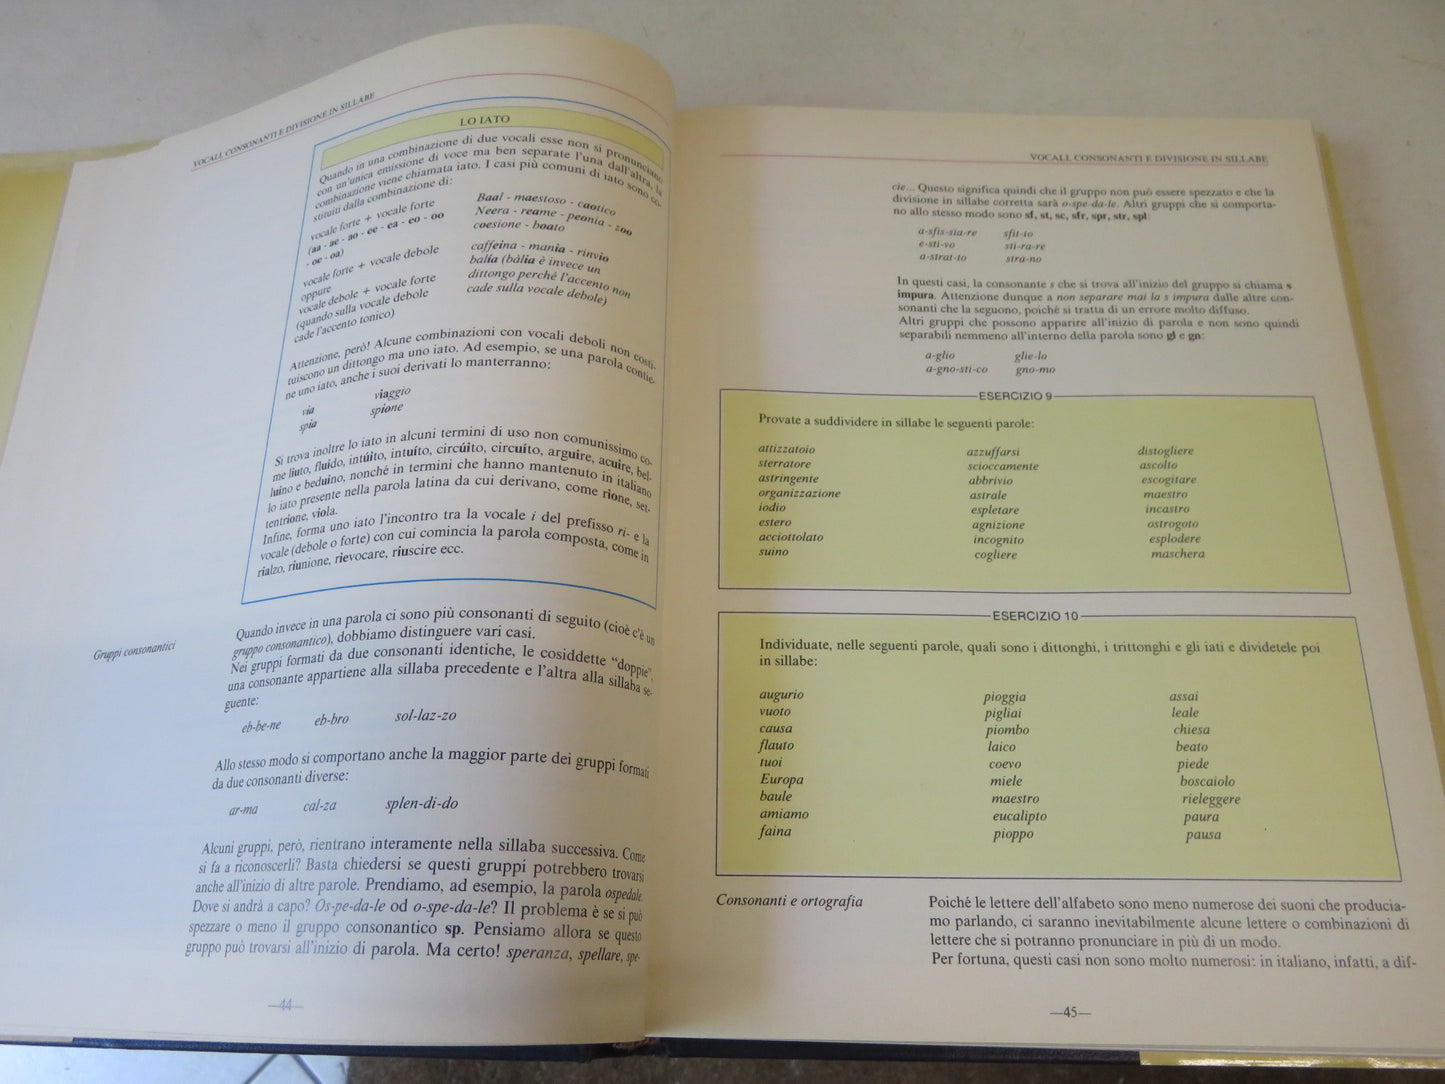 VOCALI, CONSONANTI E DIVISIONE IN SILLABE
LO IATO
Quando in una combinazione di due vocali esse non si pronunciano
con un'unica emissione di voce ma ben separate l'una dall'altra, la
combinazione viene chiamata iato. I casi più comuni di iato sono co-
stituiti dalla combinazione di:
vocale forte + vocale forte
(aa - ae - ao - ee - ea - eo - oo
- oe - oa)
Baal - maestoso - caotico
Neera - reame - peonia - zoo
coesione - boato
vocale forte + vocale debole
oppure
vocale debole + vocale forte
(quando sulla vocale debole
cade l'accento tonico)
caffeina - mania - rinvio
balìa (bàlia è invece un
dittongo perché l'accento non
cade sulla vocale debole)
Attenzione, però! Alcune combinazioni con vocali deboli non costi-
tuiscono un dittongo ma uno iato. Ad esempio, se una parola contie-
ne uno iato, anche i suoi derivati lo manterranno:
via viaggio
spia spione
Si trova inoltre lo iato in alcuni termini di uso non comunissimo co-
me liuto, fluido, intúito, intuíto, circúito, circuíto, arguire, acuire, bel-
luino e beduino, nonché in termini che hanno mantenuto in italiano
lo iato presente nella parola latina da cui derivano, come rione, set-
tentrione, viola.
Infine, forma uno iato l'incontro tra la vocale i del prefisso ri- e la
vocale (debole o forte) con cui comincia la parola composta, come in
rialzo, riunione, rievocare, riuscire ecc.
Gruppi consonantici
Quando invece in una parola ci sono più consonanti di seguito (cioè c'è un
gruppo consonantico), dobbiamo distinguere vari casi.
Nei gruppi formati da due consonanti identiche, le cosiddette "doppie",
una consonante appartiene alla sillaba precedente e l'altra alla sillaba se-
guente:
eb-be-ne eb-bro sol-laz-zo
Allo stesso modo si comportano anche la maggior parte dei gruppi formati
da due consonanti diverse:
ar-ma cal-za splen-di-do
Alcuni gruppi, però, rientrano interamente nella sillaba successiva. Come
si fa a riconoscerli? Basta chiedersi se questi gruppi potrebbero trovarsi
anche all'inizio di altre parole. Prendiamo, ad esempio, la parola ospedale.
Dove si andrà a capo? Os-pe-da-le od o-spe-da-le? Il problema è se si può
spezzare o meno il gruppo consonantico sp. Pensiamo allora se questo
gruppo può trovarsi all'inizio di parola. Ma certo! speranza, spellare, spe-
—44—
VOCALI, CONSONANTI E DIVISIONE IN SILLABE
cie... Questo significa quindi che il gruppo non può essere spezzato e che la
divisione in sillabe corretta sarà o-spe-da-le. Altri gruppi che si comporta-
no allo stesso modo sono sf, st, sc, sfr, spr, str, spl:
a-sfis-sia-re sfit-to
e-sti-vo sti-ra-re
a-strat-to stra-no
In questi casi, la consonante s che si trova all'inizio del gruppo si chiama s
impura. Attenzione dunque a non separare mai la s impura dalle altre con-
sonanti che la seguono, poiché si tratta di un errore molto diffuso.
Altri gruppi che possono apparire all'inizio di parola e non sono quindi
separabili nemmeno all'interno della parola sono gl e gn:
a-glio glie-lo
a-gno-sti-co gno-mo
ESERCIZIO 9
Provate a suddividere in sillabe le seguenti parole:
attizzatoio azzuffarsi distogliere
sterratore scioccamente ascolto
astringente abbrivio escogitare
organizzazione astrale maestro
iodio espletare incastro
estero agnizione ostrogoto
acciottolato incognito esplodere
suino cogliere maschera
ESERCIZIO 10
Individuate, nelle seguenti parole, quali sono i dittonghi, i trittonghi e gli iati e dividetele poi
in sillabe:
augurio pioggia assai
vuoto pigliai leale
causa piombo chiesa
flauto laico beato
tuoi coevo piede
Europa miele boscaiolo
baule maestro rieleggere
amiamo eucalipto paura
faina pioppo pausa
Consonanti e ortografia
Poiché le lettere dell'alfabeto sono meno numerose dei suoni che producia-
mo parlando, ci saranno inevitabilmente alcune lettere o combinazioni di
lettere che si potranno pronunciare in più di un modo.
Per fortuna, questi casi non sono molto numerosi: in italiano, infatti, a dif-
—45—